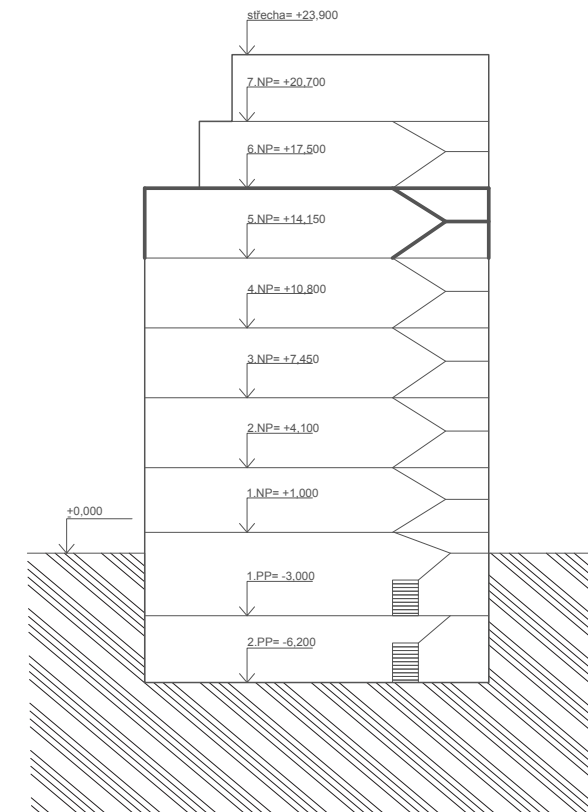 střecha= +23,900
7.NP= +20,700
6.NP= +17,500
5.NP= +14,150
4.NP= +10,800
3.NP= +7,450
2.NP= +4,100
1.NP= +1,000
+0,000
1.PP= -3,000
2.PP= -6,200